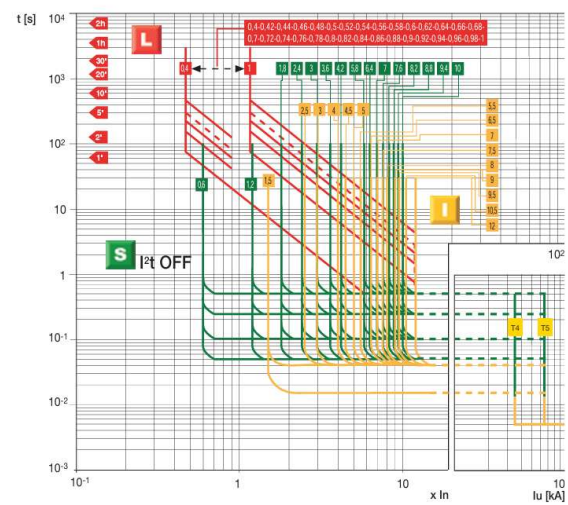 t [s]
10⁴
2h
1h
30'
20'
10³
10'
5'
10²
2'
1'
10
1
10-1
10-2
10-3
L
0,4-0,42-0,44-0,46-0,48-0,5-0,52-0,54-0,56-0,58-0,6-0,62-0,64-0,66-0,68-
0,7-0,72-0,74-0,76-0,78-0,8-0,82-0,84-0,86-0,88-0,9-0,92-0,94-0,96-0,98-1
0,4
1
1,8 2,4 3 3,6 4,2 5,8 6,4 7 7,6 8,2 8,8 9,4 10
2,5 3 4 4,5 5
5,5
6,5
7
7,5
8
9
9,5
10,5
12
0,6
1,2
1,5
I
S I²t OFF
10²
T4 T5
10-1 1 10 10
x In Iu [kA]